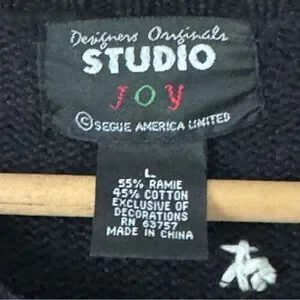 Designers Originals
STUDIO
JOY
©SEGUE AMERICA LIMITED
L
55% RAMIE
45% COTTON
EXCLUSIVE OF
DECORATIONS
RN 63757
MADE IN CHINA